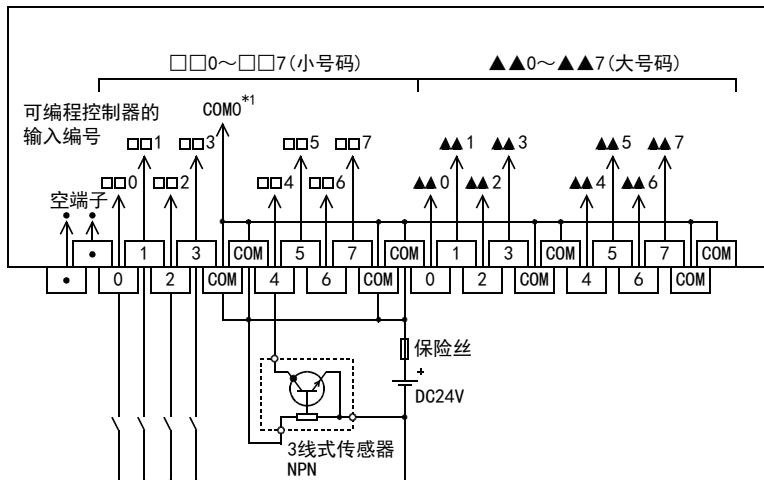 □□0～□□7(小号码)
▲▲0～▲▲7(大号码)
可编程控制器的
输入编号
COM0*1
□□1
□□3
□□5
□□7
▲▲1
▲▲3
▲▲5
▲▲7
空端子
□□0
□□2
□□4
□□6
▲▲0
▲▲2
▲▲4
▲▲6
1
3
COM
5
7
COM
1
3
COM
5
7
COM
0
2
COM
4
6
COM
0
2
COM
4
6
COM
保险丝
+
DC24V
3线式传感器
NPN